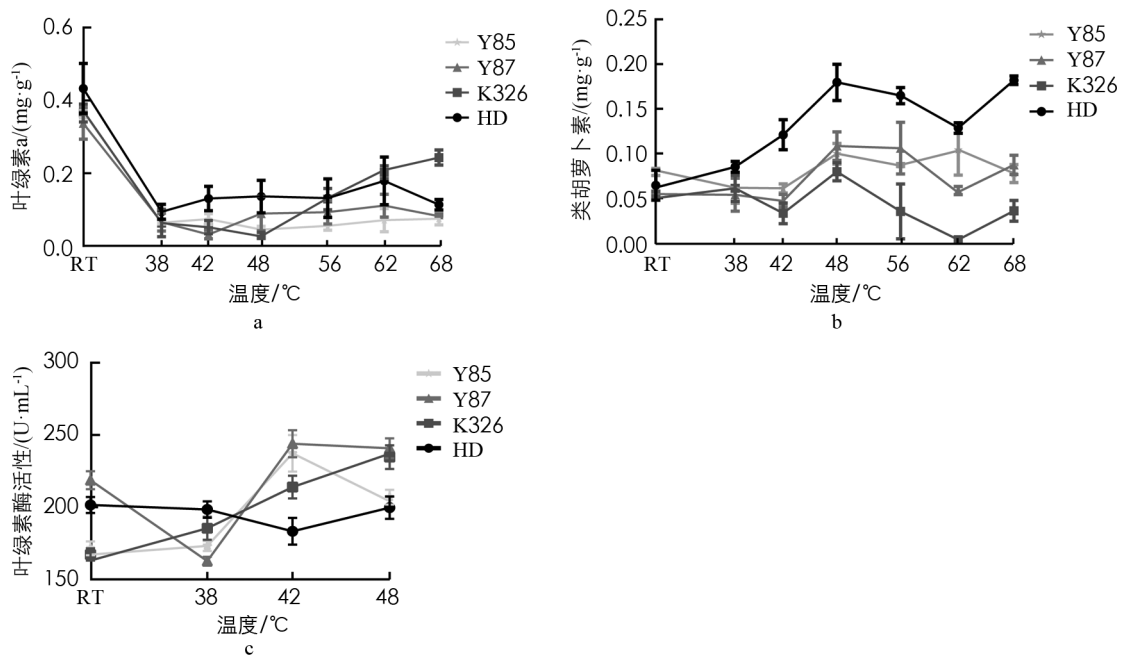 0.6
0.4
0.2
0.0
叶绿素a/(mg·g⁻¹)
Y85
Y87
K326
HD
RT 38 42 48 56 62 68
温度/℃
a
0.25
0.20
0.15
0.10
0.05
0.00
类胡萝卜素/(mg·g⁻¹)
Y85
Y87
K326
HD
RT 38 42 48 56 62 68
温度/℃
b
300
250
200
150
叶绿素酶活性/(U·mL⁻¹)
Y85
Y87
K326
HD
RT 38 42 48
温度/℃
c